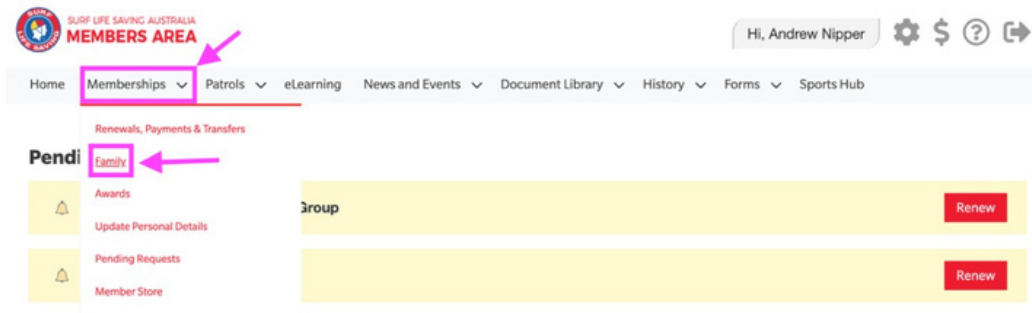 SURF LIFE SAVING AUSTRALIA
MEMBERS AREA
Hi, Andrew Nipper
Home Memberships Patrols eLearning News and Events Document Library History Forms Sports Hub
Renewals, Payments & Transfers
Pendi
Family
Awards
Group
Renew
Update Personal Details
Pending Requests
Renew
Member Store